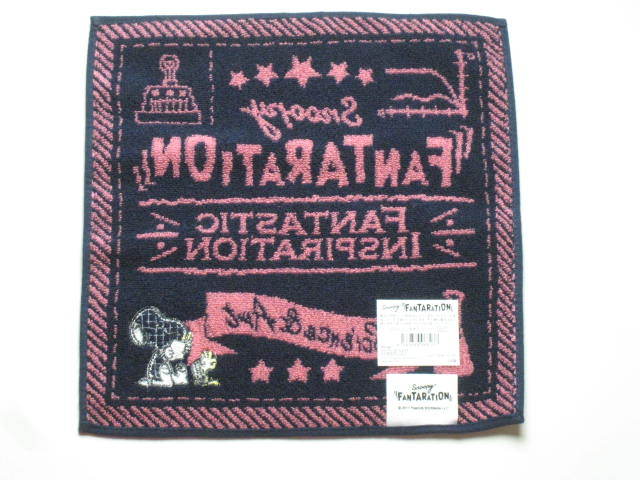 Snoopy
"FANTARATION"
FANTASTIC
INSPIRATION
Science & Art
Snoopy
"FANTARATION"
Snoopy
"FANTARATION"